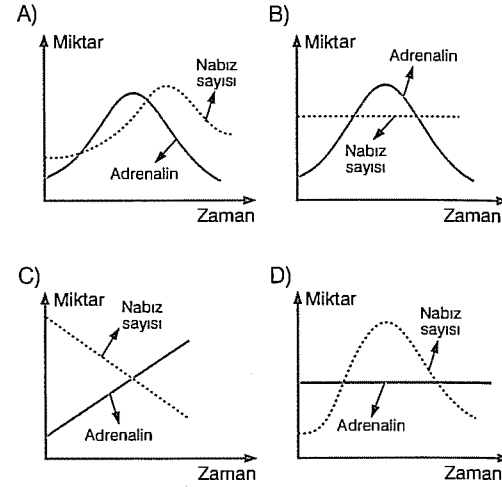 A)
Miktar
Nabız
sayısı
Adrenalin
Zaman
B)
Miktar
Adrenalin
Nabız
sayısı
Zaman
C)
Miktar
Nabız
sayısı
Adrenalin
Zaman
D)
Miktar
Nabız
sayısı
Adrenalin
Zaman